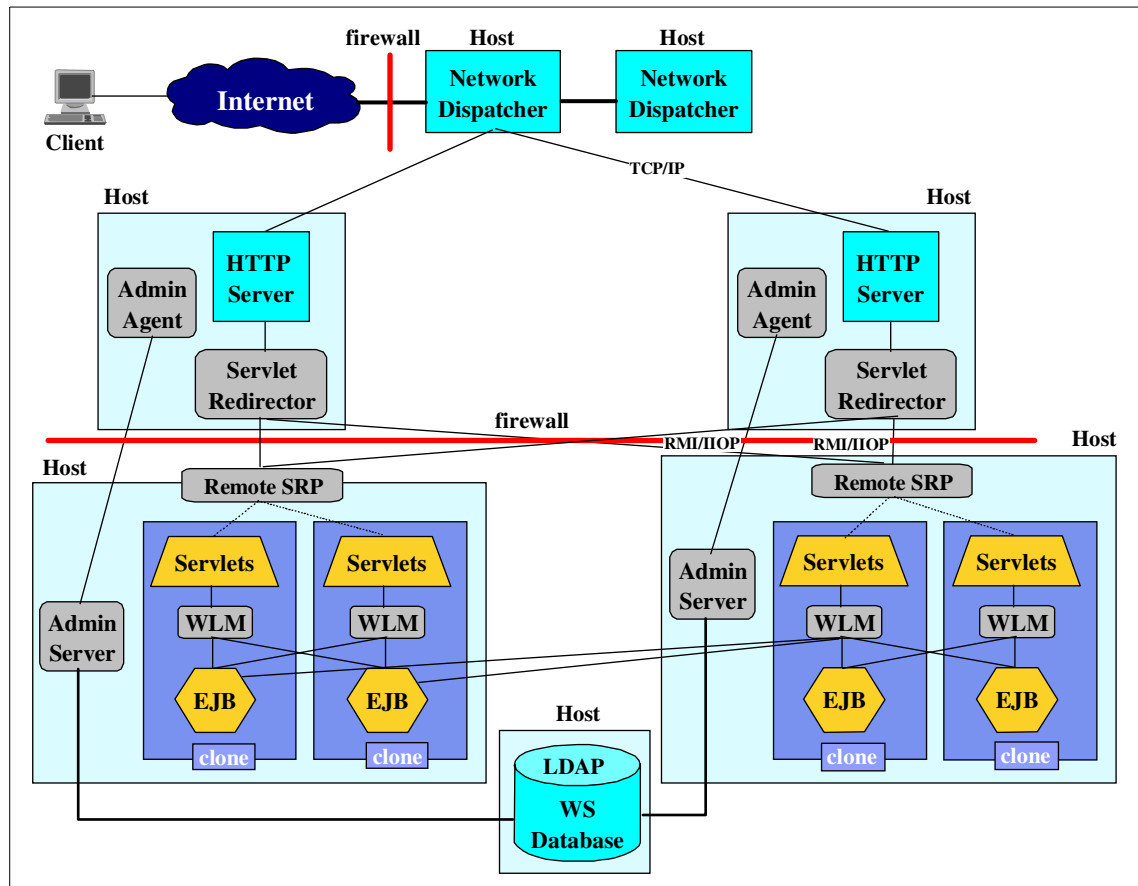 firewall
Host
Host
Network
Dispatcher
Network
Dispatcher
Internet
Client
TCP/IP
Host
Host
HTTP
Server
Admin
Agent
Servlet
Redirector
HTTP
Server
Admin
Agent
Servlet
Redirector
firewall
RMI/IIOP
RMI/IIOP
Host
Host
Remote SRP
Remote SRP
Servlets
Servlets
WLM
WLM
Admin
Server
EJB
EJB
clone
clone
Servlets
Servlets
Admin
Server
WLM
WLM
EJB
EJB
clone
clone
Host
LDAP
WS
Database